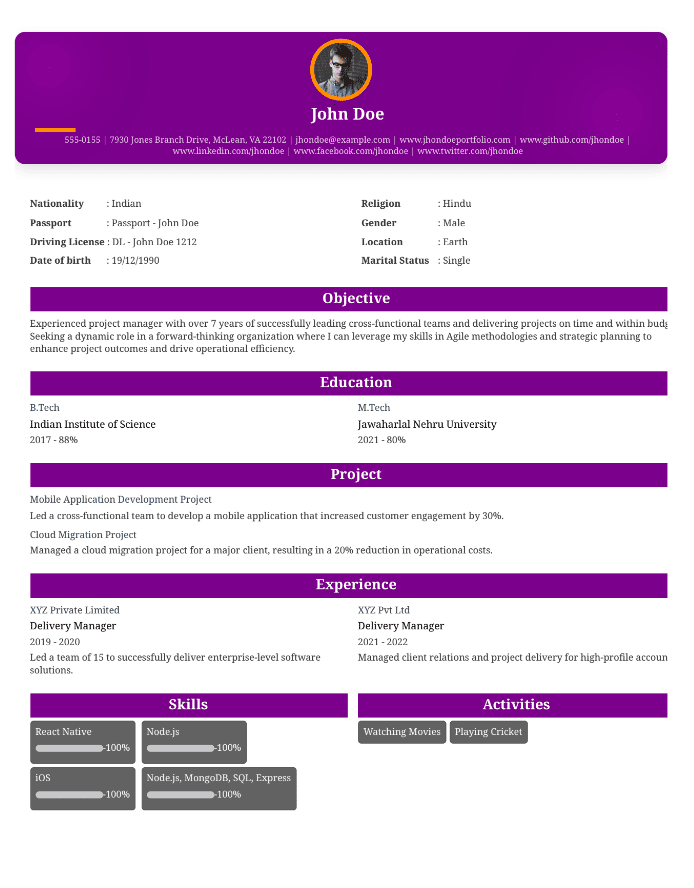 John Doe
555-0155 | 7930 Jones Branch Drive, McLean, VA 22102 | jhondoe@example.com | www.jhondoeportfolio.com | www.github.com/jhondoe |
www.linkedin.com/jhondoe | www.facebook.com/jhondoe | www.twitter.com/jhondoe
Nationality : Indian
Passport : Passport - John Doe
Driving License : DL - John Doe 1212
Date of birth : 19/12/1990
Religion : Hindu
Gender : Male
Location : Earth
Marital Status : Single
Objective
Experienced project manager with over 7 years of successfully leading cross-functional teams and delivering projects on time and within
Seeking a dynamic role in a forward-thinking organization where I can leverage my skills in Agile methodologies and strategic planning to
enhance project outcomes and drive operational efficiency.
Education
B.Tech
Indian Institute of Science
2017 - 88%
M.Tech
Jawaharlal Nehru University
2021 - 80%
Project
Mobile Application Development Project
Led a cross-functional team to develop a mobile application that increased customer engagement by 30%.
Cloud Migration Project
Managed a cloud migration project for a major client, resulting in a 20% reduction in operational costs.
Experience
XYZ Private Limited
Delivery Manager
2019 - 2020
Led a team of 15 to successfully deliver enterprise-level software
solutions.
XYZ Pvt Ltd
Delivery Manager
2021 - 2022
Managed client relations and project delivery for high-profile accoun
Skills
React Native
-100%
Node.js
-100%
iOS
-100%
Node.js, MongoDB, SQL, Express
-100%
Activities
Watching Movies
Playing Cricket